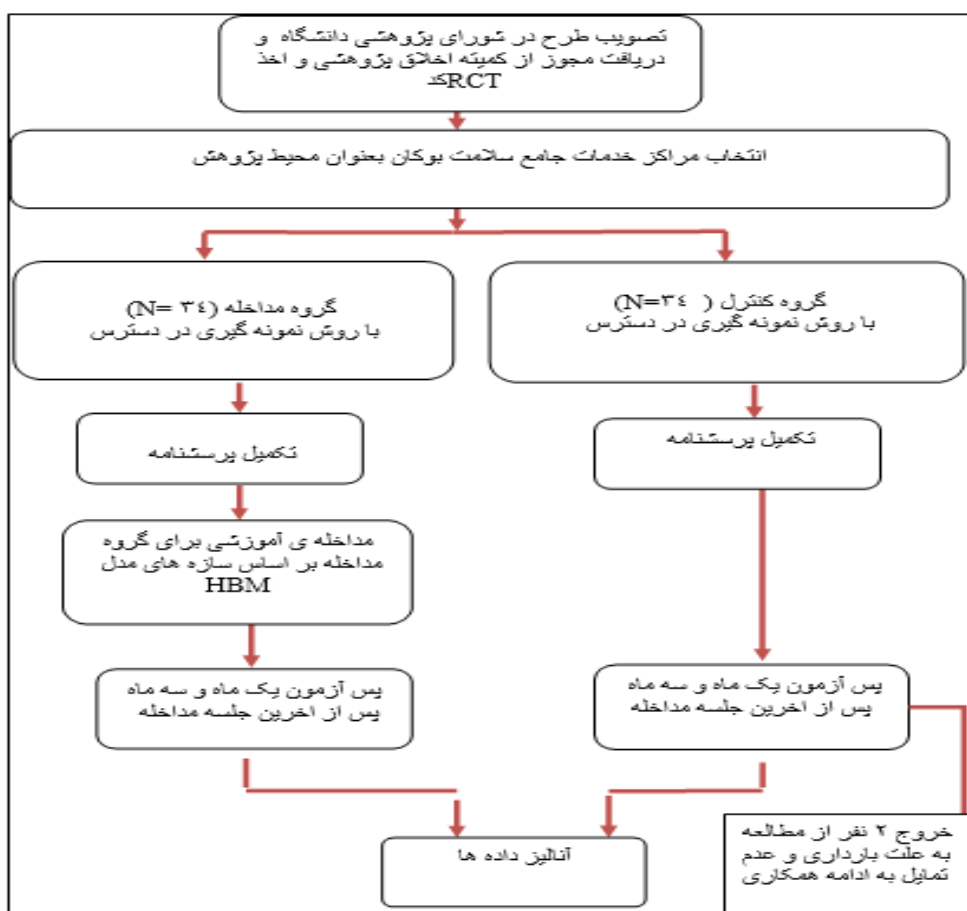 تصویب طرح در شورای پژوهشی دانشگاه و
دریافت مجوز از کمیته اخلاق پژوهشی و اخذ
کدRCT
انتخاب مراکز خدمات جامع سلامت بوکان بعنوان محیط پژوهش
گروه کنترل ( N=٣٤)
با روش نمونه گیری در دسترس
گروه مداخله (N= ٣٤)
با روش نمونه گیری در دسترس
تکمیل پرسشنامه
تکمیل پرسشنامه
مداخله ی آموزشی برای گروه
مداخله بر اساس سازه های مدل
HBM
پس آزمون یک ماه و سه ماه
پس از اخرین جلسه مداخله
پس آزمون یک ماه و سه ماه
پس از اخرین جلسه مداخله
خروج ٢ نفر از مطالعه
به علت بارداری و عدم
تمایل به ادامه همکاری
آنالیز داده ها